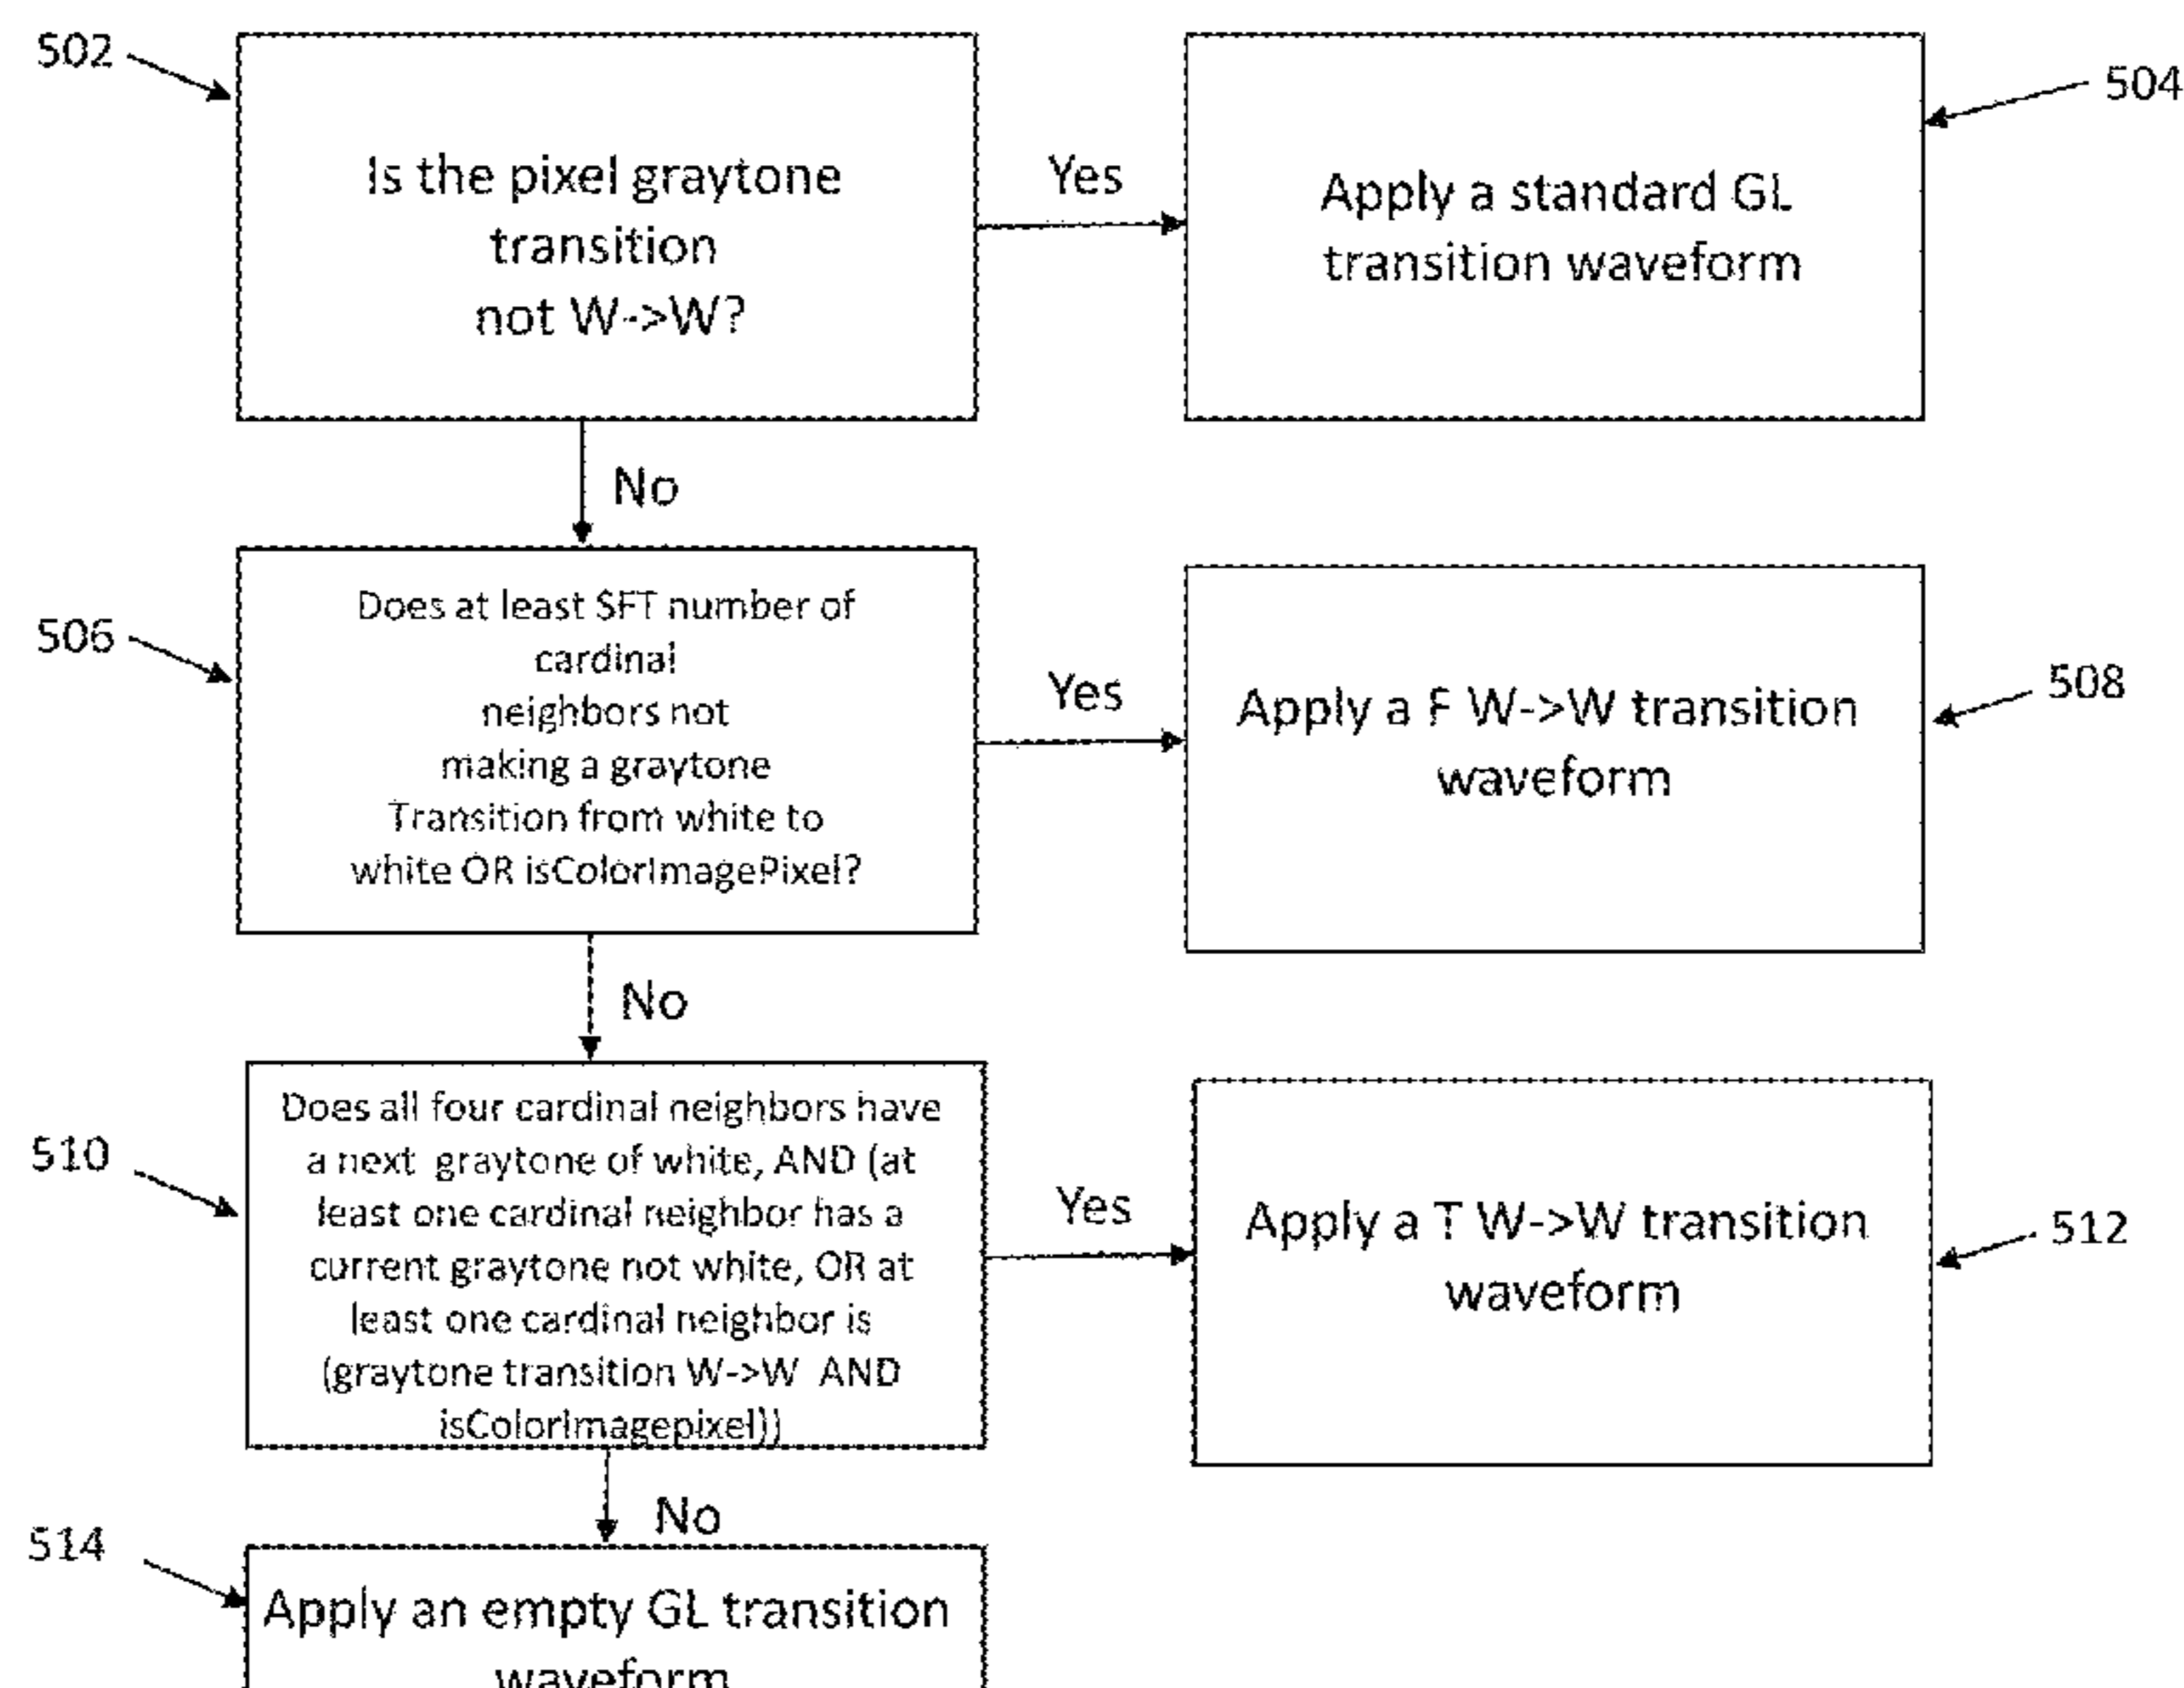 502
Is the pixel graytone
transition
not W->W?
Yes
504
Apply a standard GL
transition waveform
No
506
Does at least SFT number of
cardinal
neighbors not
making a graytone
Transition from white to
white OR isColorImagePixel?
Yes
508
Apply a F W->W transition
waveform
No
510
Does all four cardinal neighbors have
a next graytone of white, AND (at
least one cardinal neighbor has a
current graytone not white, OR at
least one cardinal neighbor is
(graytone transition W->W AND
isColorImagepixel))
Yes
512
Apply a T W->W transition
waveform
No
514
Apply an empty GL transition
waveform